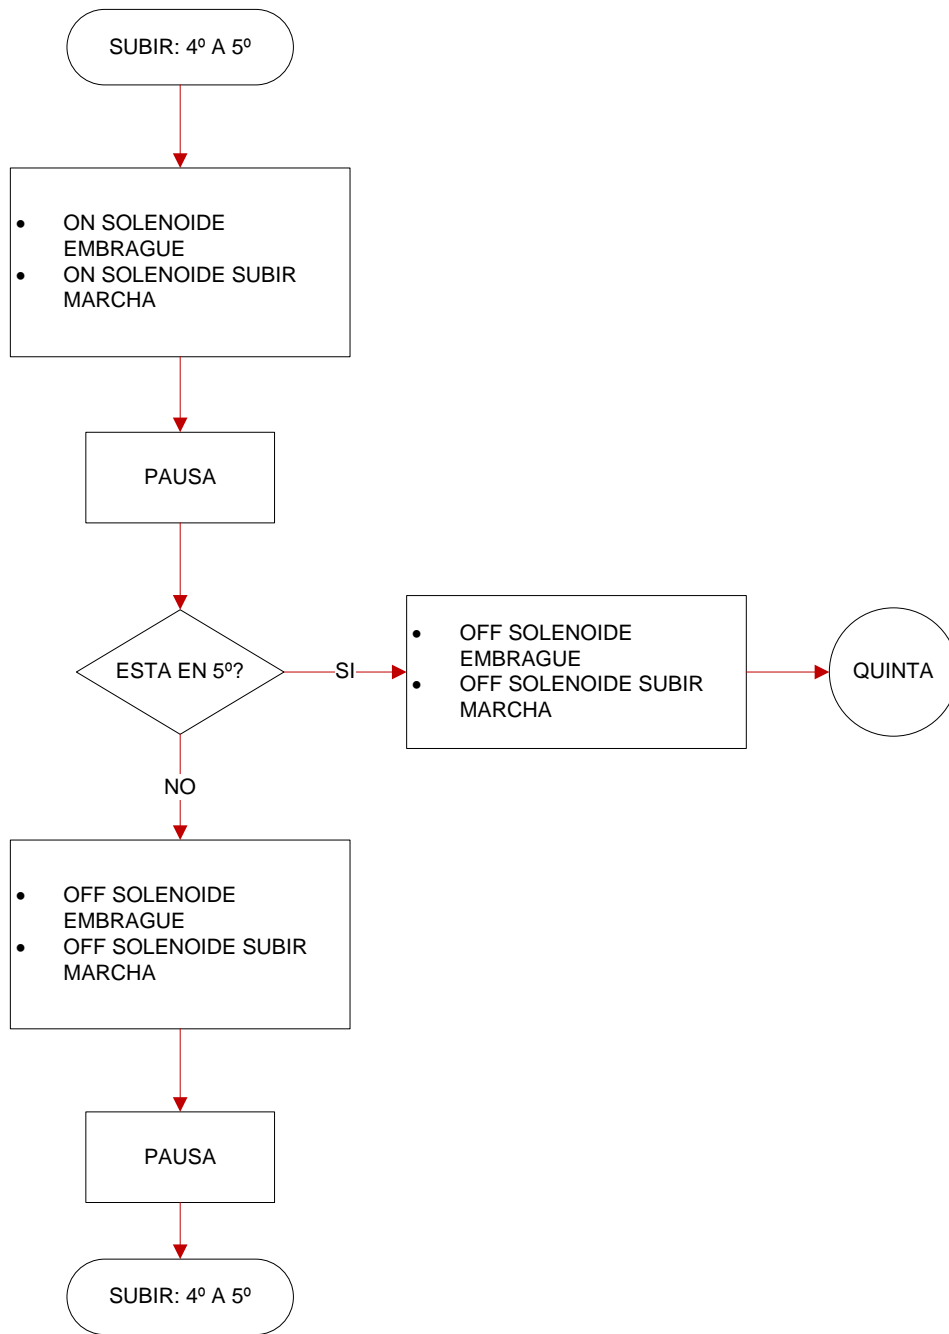 SUBIR: 4º A 5º
• ON SOLENOIDE
EMBRAGUE
• ON SOLENOIDE SUBIR
MARCHA
PAUSA
ESTA EN 5º?
SI
• OFF SOLENOIDE
EMBRAGUE
• OFF SOLENOIDE SUBIR
MARCHA
QUINTA
NO
• OFF SOLENOIDE
EMBRAGUE
• OFF SOLENOIDE SUBIR
MARCHA
PAUSA
SUBIR: 4º A 5º